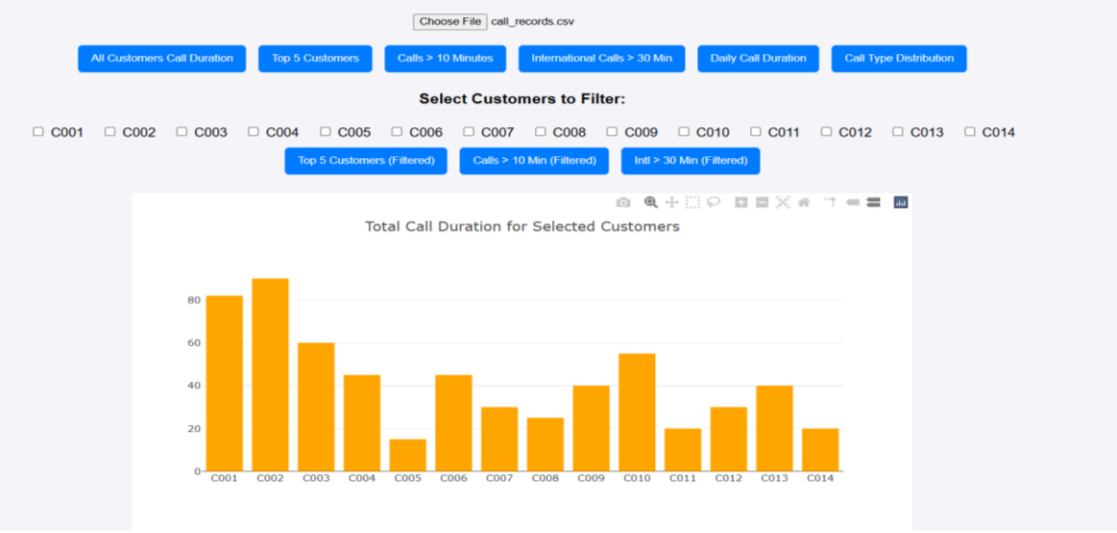 Choose File call_records.csv
All Customers Call Duration Top 5 Customers Calls > 10 Minutes International Calls > 30 Min Daily Call Duration Call Type Distribution
Select Customers to Filter:
C001 C002 C003 C004 C005 C006 C007 C008 C009 C010 C011 C012 C013 C014
Top 5 Customers (Filtered) Calls > 10 Min (Filtered) Intl > 30 Min (Filtered)
Total Call Duration for Selected Customers
80
60
40
20
0
C001 C002 C003 C004 C005 C006 C007 C008 C009 C010 C011 C012 C013 C014